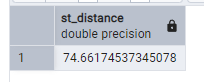 st_distance
double precision
1
74.66174537345078